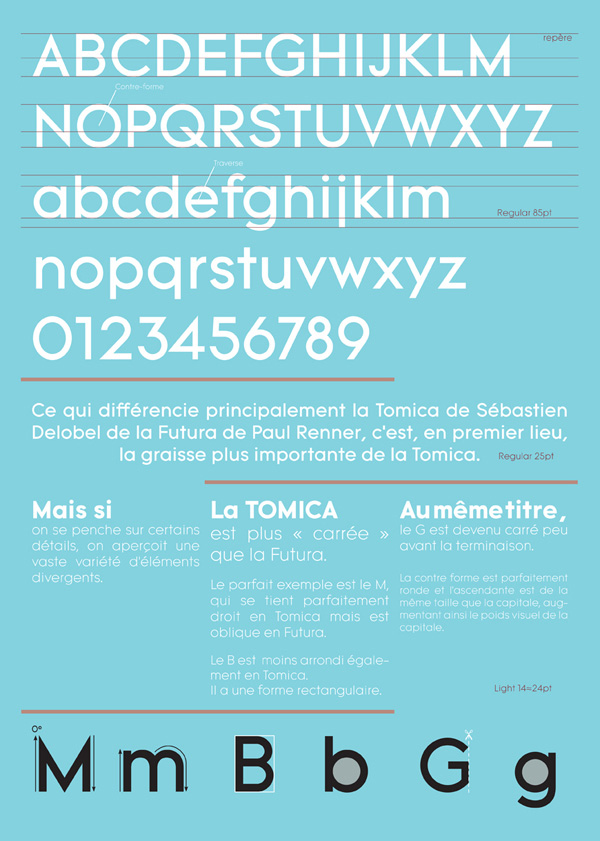 repère
ABCDEFGHIJKLM
Contre-forme
NOPQRSTUVWXYZ
Traverse
abcdefghijklm
Regular 85pt
nopqrstuvwxyz
0123456789
Ce qui différencie principalement la Tomica de Sébastien
Delobel de la Futura de Paul Renner, c'est, en premier lieu,
la graisse plus importante de la Tomica.
Regular 25pt
Mais si
on se penche sur certains
détails, on aperçoit une
vaste variété d'éléments
divergents.
La TOMICA
est plus « carrée »
que la Futura.
Le parfait exemple est le M,
qui se tient parfaitement
droit en Tomica mais est
oblique en Futura.
Le B est moins arrondi égale-
ment en Tomica.
Il a une forme rectangulaire.
Au même titre,
le G est devenu carré peu
avant la terminaison.
La contre forme est parfaitement
ronde et l'ascendante est de la
même taille que la capitale, aug-
mentant ainsi le poids visuel de la
capitale.
Light 14≈24pt
0°
M m B b G g